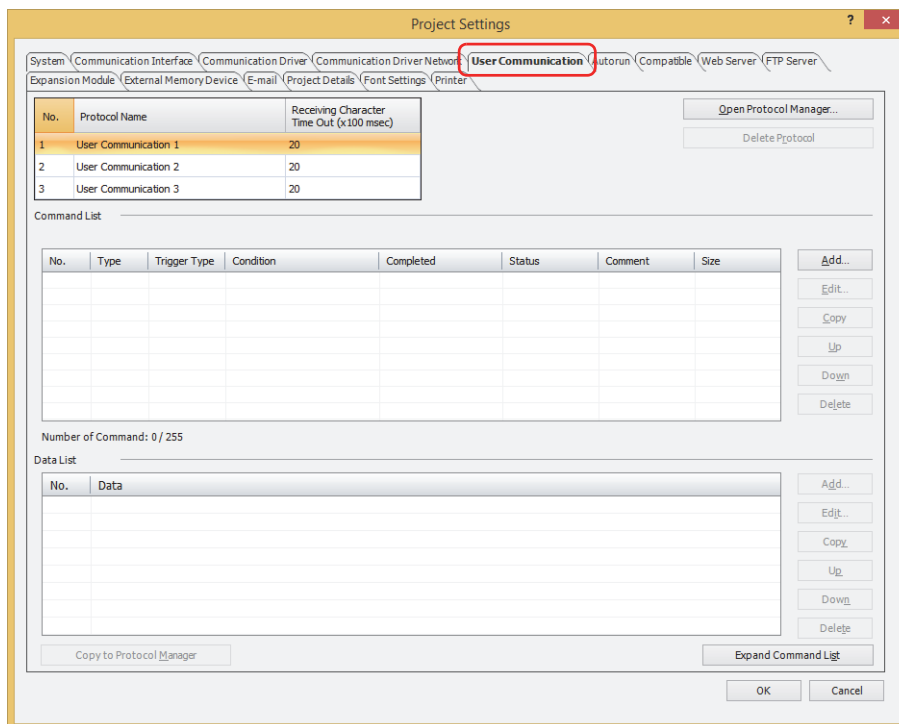 Project Settings
? ×
System Communication Interface Communication Driver Communication Driver Network User Communication Autorun Compatible Web Server FTP Server
Expansion Module External Memory Device E-mail Project Details Font Settings Printer
No. Protocol Name Receiving Character Time Out (x100 msec)
Open Protocol Manager...
1 User Communication 1 20
Delete Protocol
2 User Communication 2 20
3 User Communication 3 20
Command List
No. Type Trigger Type Condition Completed Status Comment Size
Add...
Edit...
Copy
Up
Down
Delete
Number of Command: 0 / 255
Data List
No. Data
Add...
Edit...
Copy
Up
Down
Delete
Copy to Protocol Manager
Expand Command List
OK Cancel